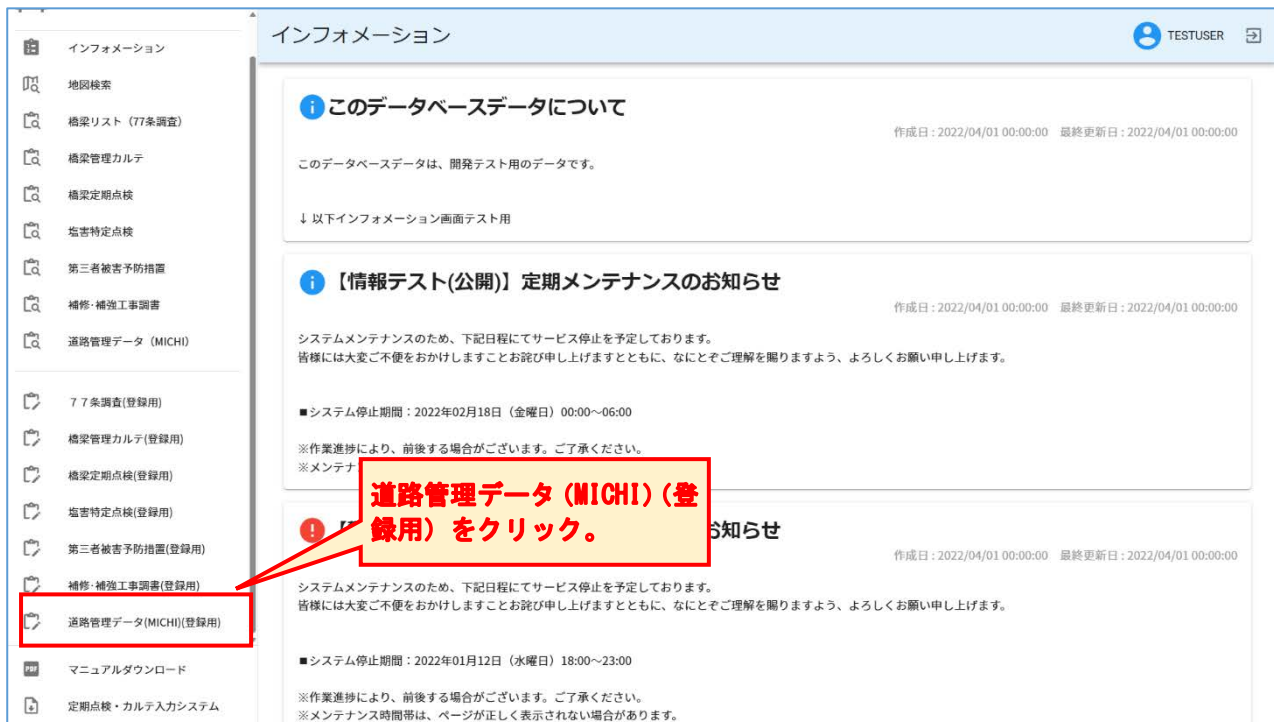 インフォメーション
地図検索
橋梁リスト（77条調査）
橋梁管理カルテ
橋梁定期点検
塩害特定点検
第三者被害予防措置
補修･補強工事調書
道路管理データ（MICHI）
７７条調査(登録用)
橋梁管理カルテ(登録用)
橋梁定期点検(登録用)
塩害特定点検(登録用)
第三者被害予防措置(登録用)
補修･補強工事調書(登録用)
道路管理データ(MICHI)(登録用)
PDF
マニュアルダウンロード
定期点検・カルテ入力システム
インフォメーション
TESTUSER
このデータベースデータについて
作成日 : 2022/04/01 00:00:00 最終更新日 : 2022/04/01 00:00:00
このデータベースデータは、開発テスト用のデータです。
↓ 以下インフォメーション画面テスト用
【情報テスト(公開)】定期メンテナンスのお知らせ
作成日 : 2022/04/01 00:00:00 最終更新日 : 2022/04/01 00:00:00
システムメンテナンスのため、下記日程にてサービス停止を予定しております。
皆様には大変ご不便をおかけしますことお詫び申し上げますとともに、なにとぞご理解を賜りますよう、よろしくお願い申し上げます。
■システム停止期間：2022年02月18日（金曜日）00:00～06:00
※作業進捗により、前後する場合がございます。ご了承ください。
※メンテナ
道路管理データ (MICHI)（登
録用）をクリック。
お知らせ
作成日 : 2022/04/01 00:00:00 最終更新日 : 2022/04/01 00:00:00
システムメンテナンスのため、下記日程にてサービス停止を予定しております。
皆様には大変ご不便をおかけしますことお詫び申し上げますとともに、なにとぞご理解を賜りますよう、よろしくお願い申し上げます。
■システム停止期間：2022年01月12日（水曜日）18:00～23:00
※作業進捗により、前後する場合がございます。ご了承ください。
※メンテナンス時間帯は、ページが正しく表示されない場合があります。